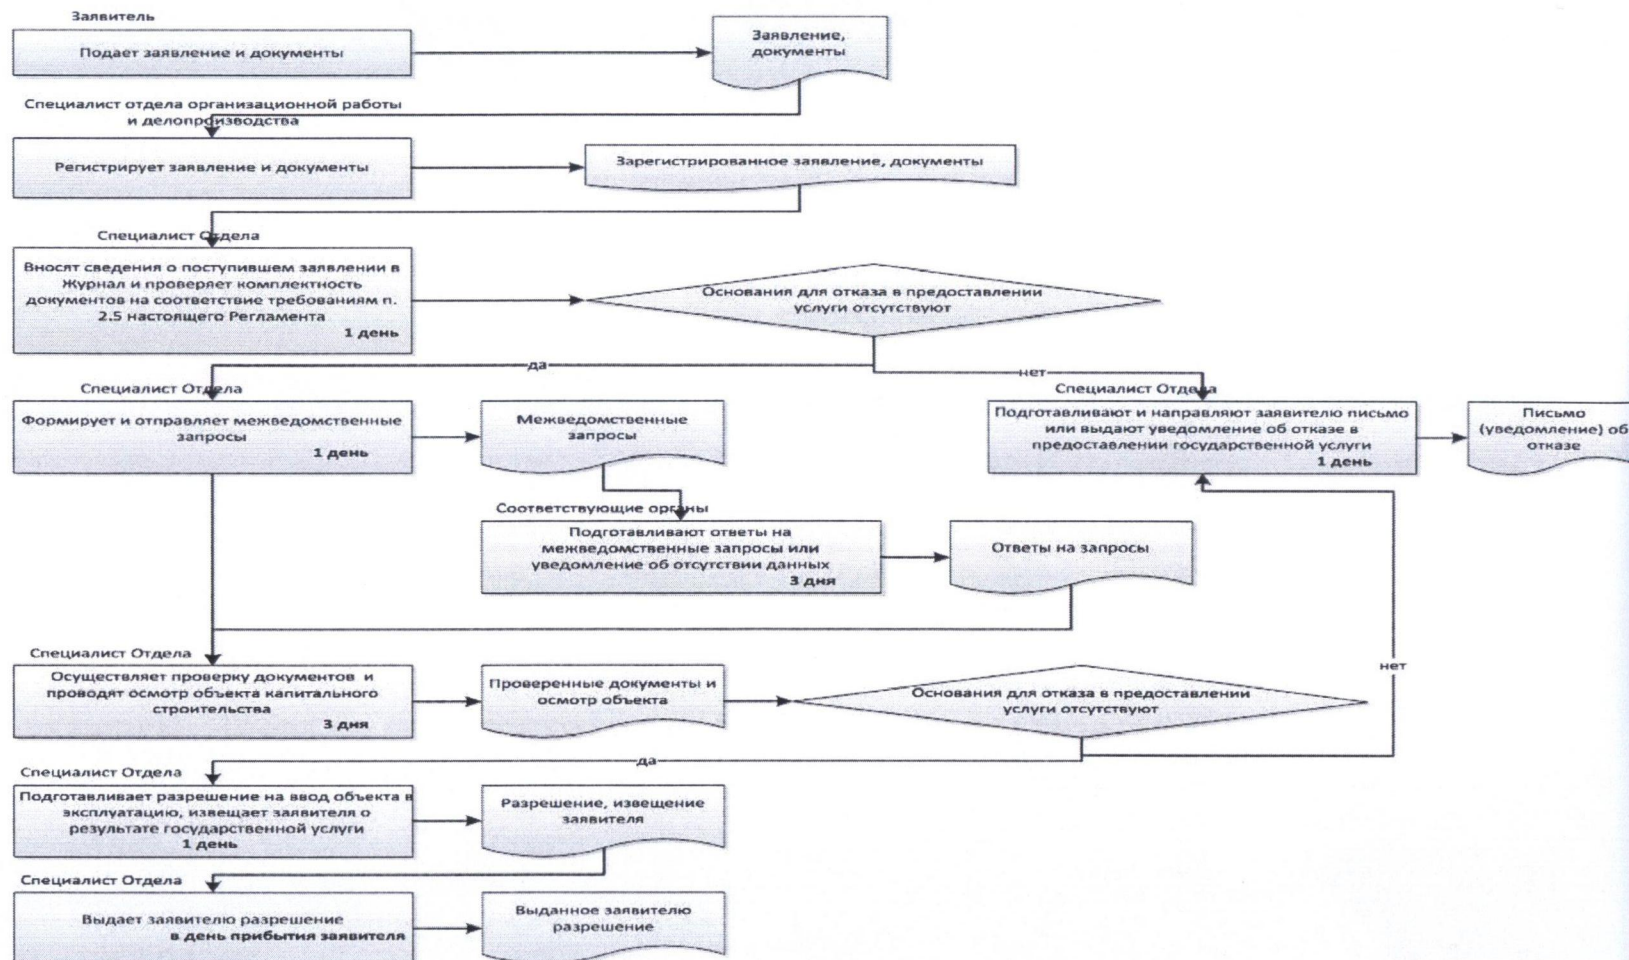 Заявитель
Подает заявление и документы
Заявление,
документы
Специалист отдела организационной работы
и делопроизводства
Регистрирует заявление и документы
Зарегистрированное заявление, документы
Специалист Отдела
Вносят сведения о поступившем заявлении в
Журнал и проверяет комплектность
документов на соответствие требованиям п.
2.5 настоящего Регламента
1 день
Основания для отказа в предоставлении
услуги отсутствуют
да
нет
Специалист Отдела
Формирует и отправляет межведомственные
запросы
1 день
Межведомственные
запросы
Специалист Отдела
Подготавливают и направляют заявителю письмо
или выдают уведомление об отказе в
предоставлении государственной услуги
1 день
Письмо
(уведомление) об
отказе
Соответствующие органы
Подготавливают ответы на
межведомственные запросы или
уведомление об отсутствии данных
3 дня
Ответы на запросы
Специалист Отдела
Осуществляет проверку документов и
проводят осмотр объекта капитального
строительства
3 дня
Проверенные документы и
осмотр объекта
Основания для отказа в предоставлении
услуги отсутствуют
нет
да
Специалист Отдела
Подготавливает разрешение на ввод объекта в
эксплуатацию, извещает заявителя о
результате государственной услуги
1 день
Разрешение, извещение
заявителя
Специалист Отдела
Выдает заявителю разрешение
в день прибытия заявителя
Выданное заявителю
разрешение